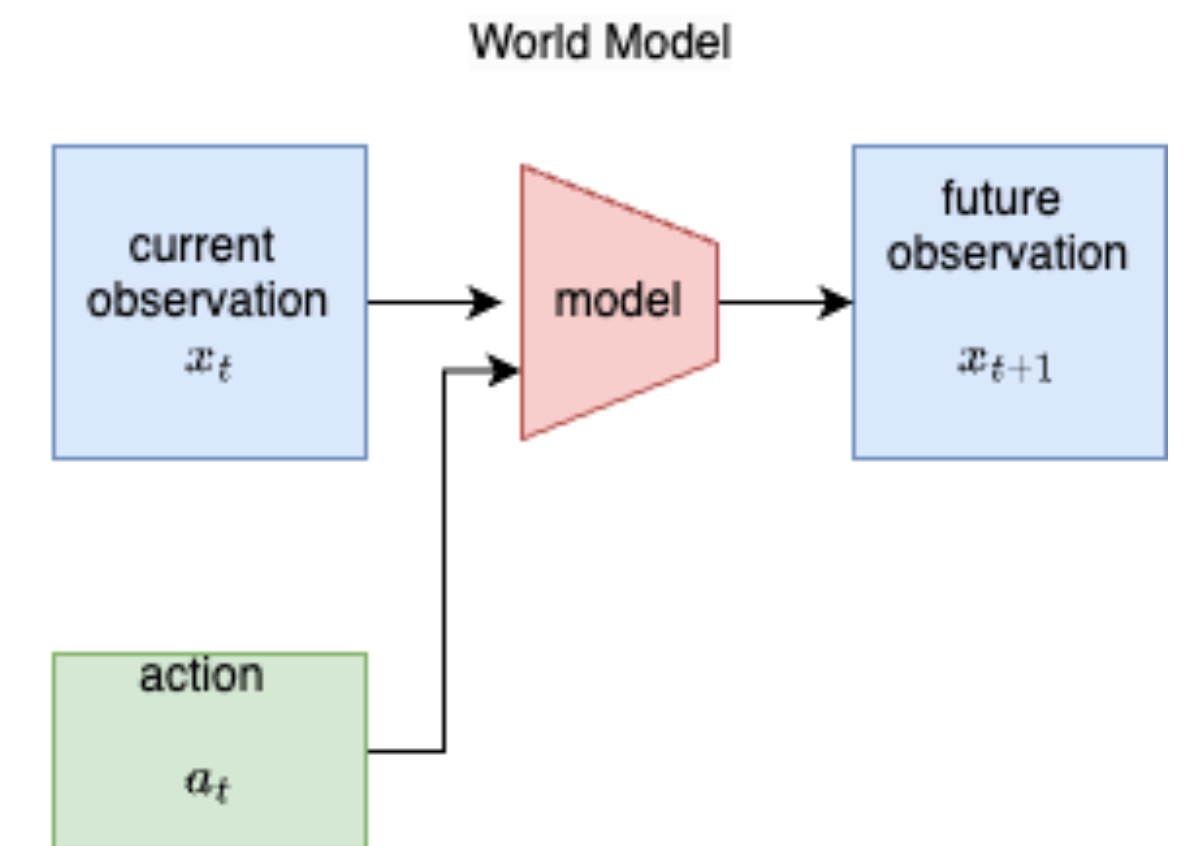 World Model
current
observation
x_t
model
future
observation
x_{t+1}
action
a_t